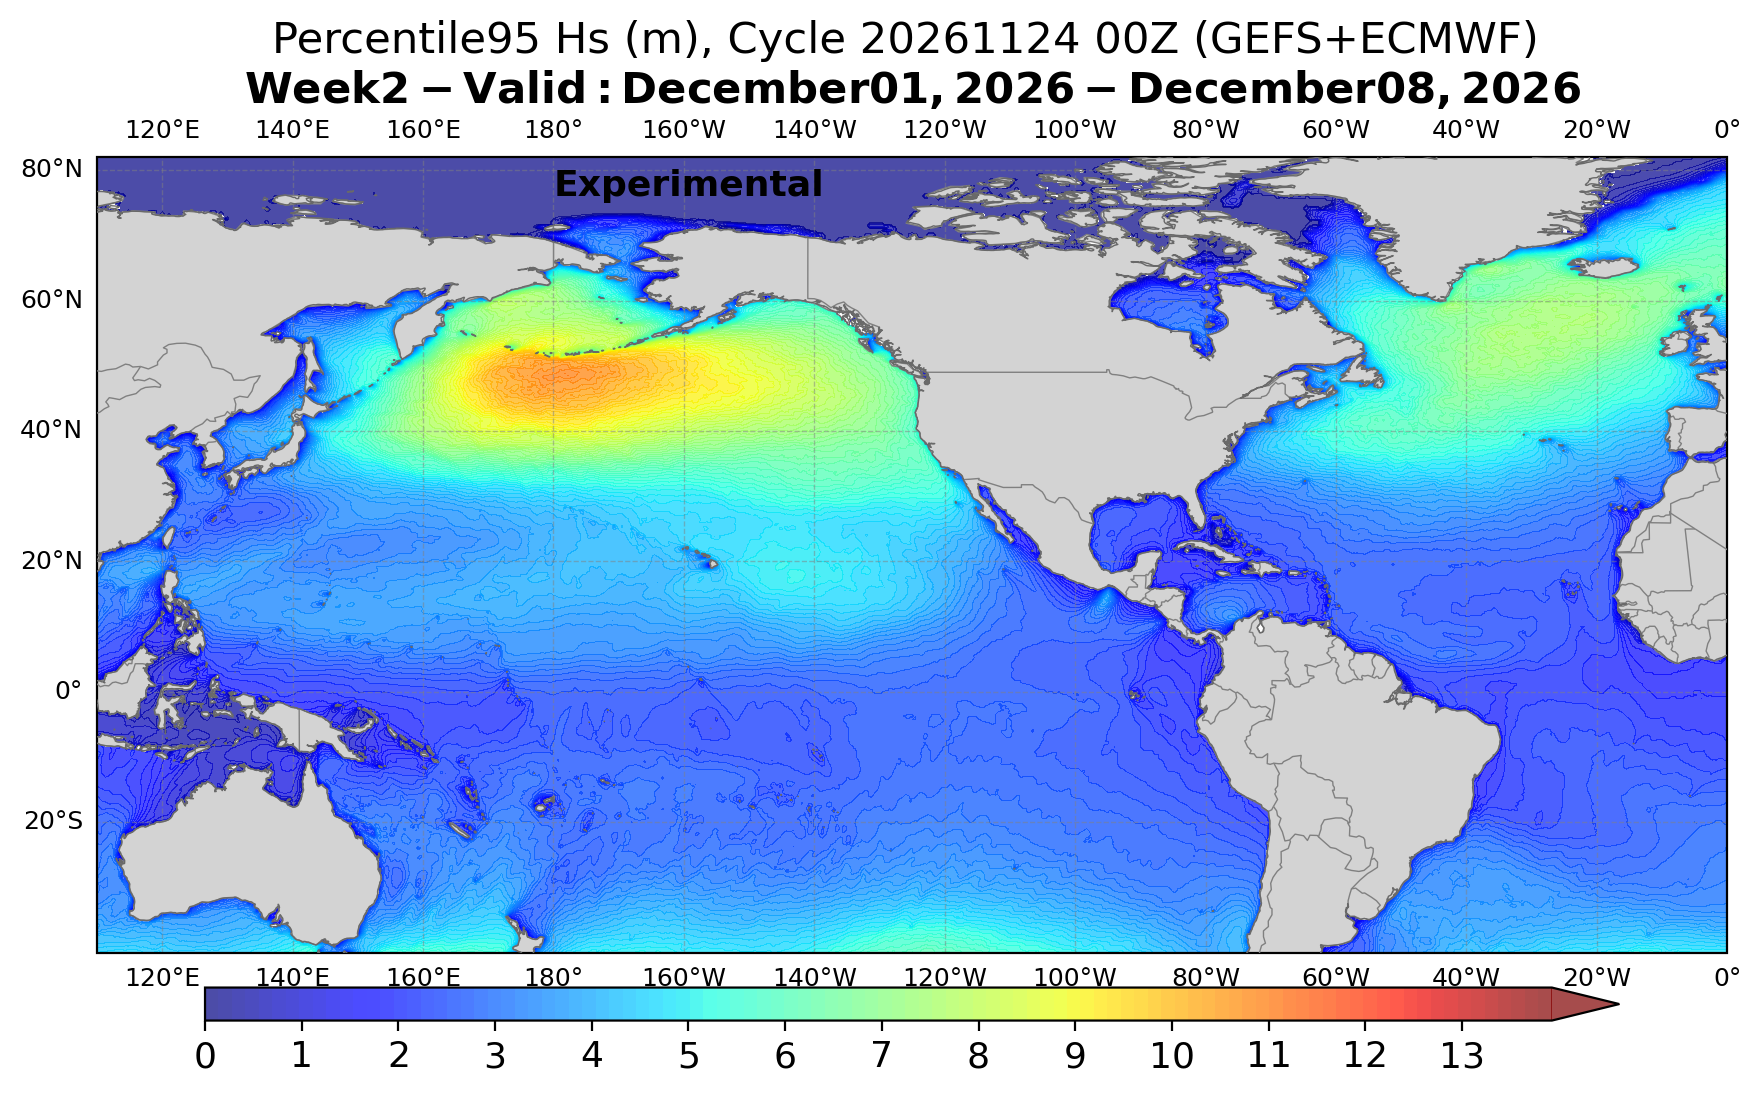 Percentile95 Hs (m), Cycle 20261124 00Z (GEFS+ECMWF)
Week2 − Valid : December01, 2026 − December08, 2026
120°E 140°E 160°E 180° 160°W 140°W 120°W 100°W 80°W 60°W 40°W 20°W 0°
80°N
Experimental
60°N
40°N
20°N
0°
20°S
120°E 140°E 160°E 180° 160°W 140°W 120°W 100°W 80°W 60°W 40°W 20°W 0°
0 1 2 3 4 5 6 7 8 9 10 11 12 13